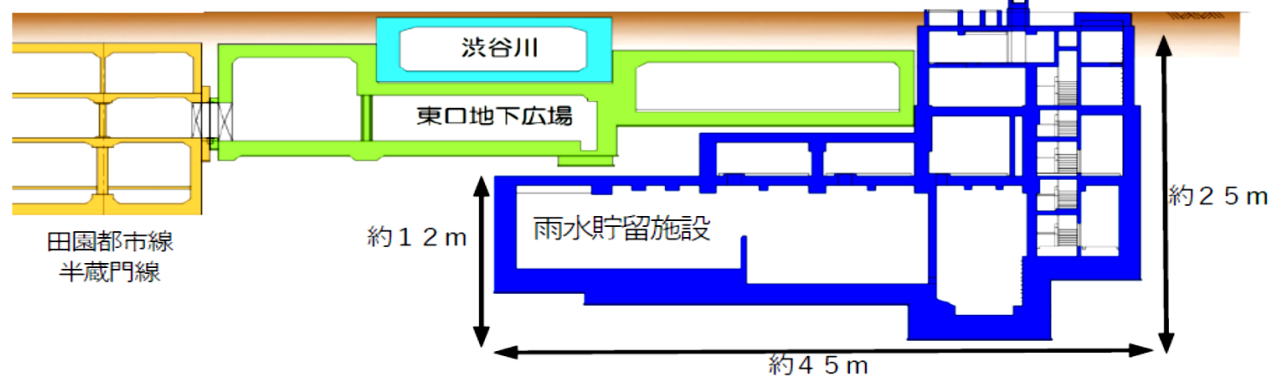 渋谷川
東口地下広場
田園都市線
半蔵門線
雨水貯留施設
約１２ｍ
約２５ｍ
約４５ｍ